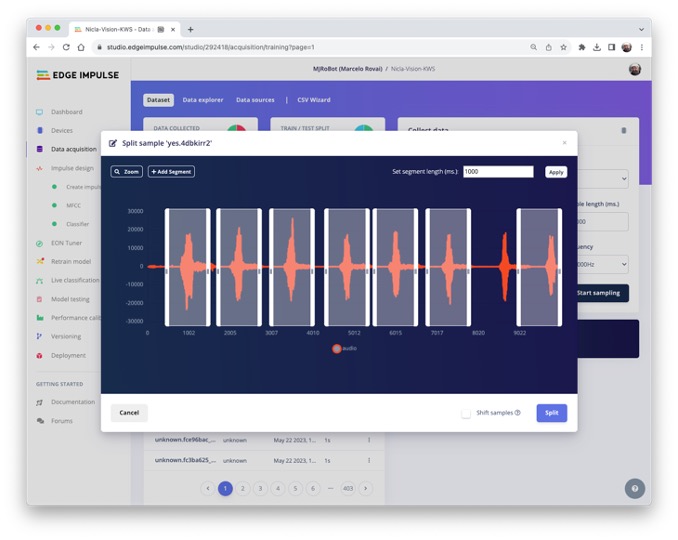 Nicla-Vision-KWS - Data
studio.edgeimpulse.com/studio/292418/acquisition/training?page=1
EDGE IMPULSE
MJRoBot (Marcelo Rovai) / Nicla-Vision-KWS
Dashboard
Devices
Data acquisition
Impulse design
Create impuls
MFCC
Classifier
EON Tuner
Retrain model
Live classification
Model testing
Performance calib
Versioning
Deployment
GETTING STARTED
Documentation
Forums
Dataset Data explorer Data sources | CSV Wizard
DATA COLLECTED TRAIN / TEST SPLIT Collect data
Split sample 'yes.4dbkirr2' ×
Zoom + Add Segment Set segment length (ms.): 1000 Apply
30000
20000
10000
0
-10000
-20000
-30000
0 1002 2005 3007 4010 5012 6015 7017 8020 9022
audio
ple length (ms.)
000
uency
000Hz
Start sampling
Cancel Shift samples Split
unknown.fce96bac_... unknown May 22 2023, 1... 1s
unknown.fc3ba625_... unknown May 22 2023, 1... 1s
‹ 1 2 3 4 5 6 ··· 403 ›